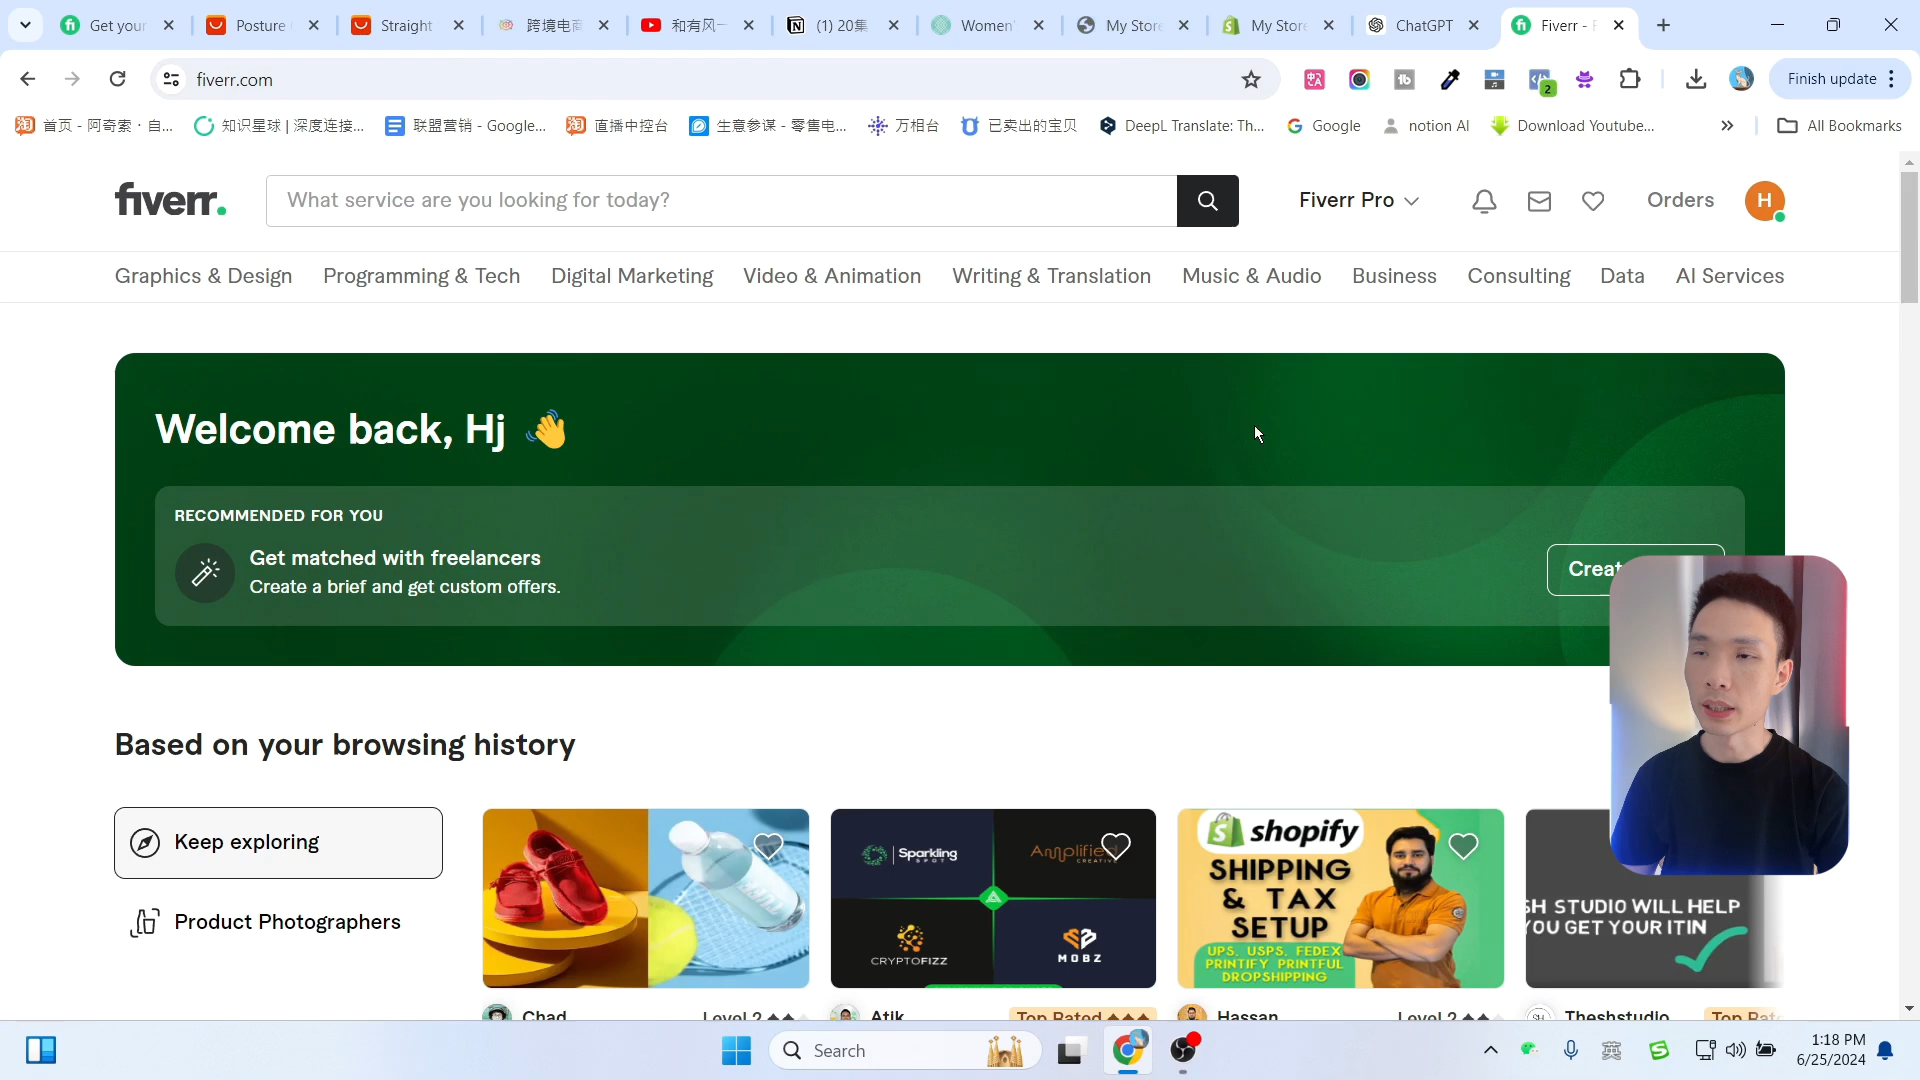 Get your
Posture
Straight
跨境电商
和有风一
(1) 20集
Women'
My Store
My Store
ChatGPT
Fiverr - F
fiverr.com
2
Finish update
首页 - 阿奇索 · 自...
知识星球 | 深度连接...
联盟营销 - Google...
直播中控台
生意参谋 - 零售电...
万相台
已卖出的宝贝
DeepL Translate: Th...
Google
notion AI
Download Youtube...
All Bookmarks
fiverr.
What service are you looking for today?
Fiverr Pro
Orders
H
Graphics & Design
Programming & Tech
Digital Marketing
Video & Animation
Writing & Translation
Music & Audio
Business
Consulting
Data
AI Services
Welcome back, Hj
RECOMMENDED FOR YOU
Get matched with freelancers
Create a brief and get custom offers.
Creat
Based on your browsing history
Keep exploring
Product Photographers
Sparkling
SPOT
Amplified
CREATIVE
CRYPTOFIZZ
MOBZ
shopify
SHIPPING
& TAX
SETUP
UPS, USPS, FEDEX
PRINTIFY PRINTFUL
DROPSHIPPING
SH STUDIO WILL HELP
YOU GET YOUR ITIN
Chad
Level 2
Atik
Top Rated
Hassan
Level 2
Theshstudio
Top Rat
Search
英
1:18 PM
6/25/2024